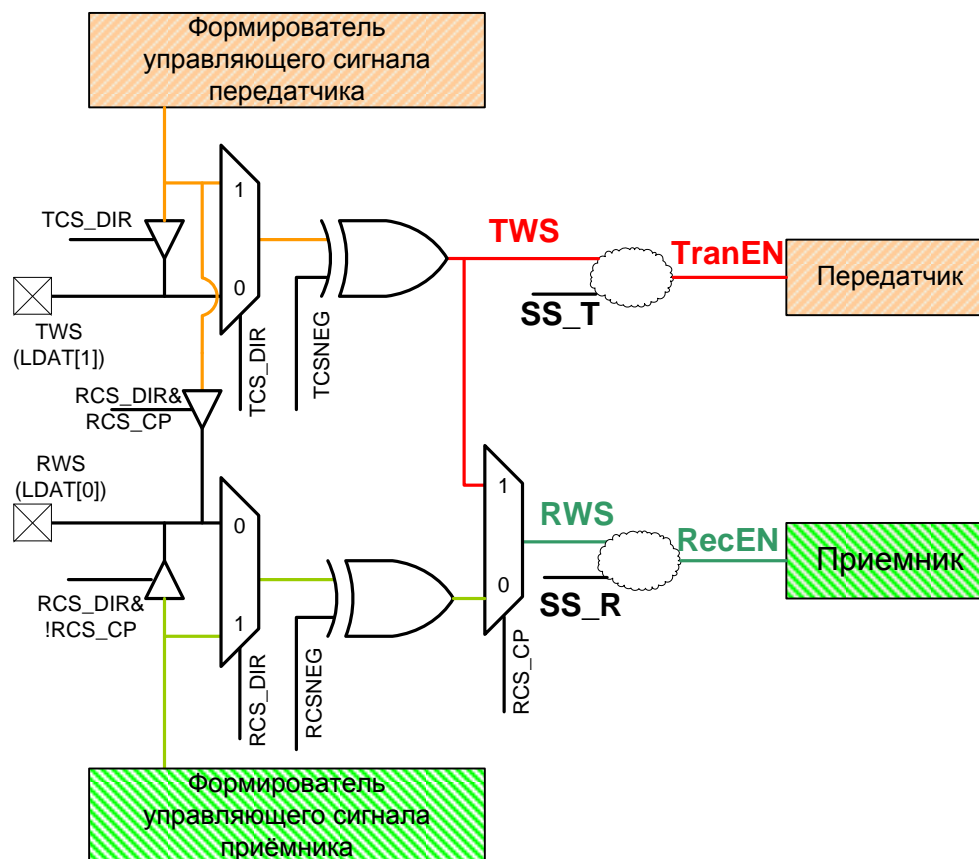 Формирователь
управляющего сигнала
передатчика
TCS_DIR
1
0
TWS
(LDAT[1])
TCS_DIR
TCSNEG
TWS
SS_T
TranEN
Передатчик
RCS_DIR&
RCS_CP
RWS
(LDAT[0])
0
1
RCS_DIR&
!RCS_CP
RCS_DIR
RCSNEG
1
0
RCS_CP
RWS
SS_R
RecEN
Приемник
Формирователь
управляющего сигнала
приёмника